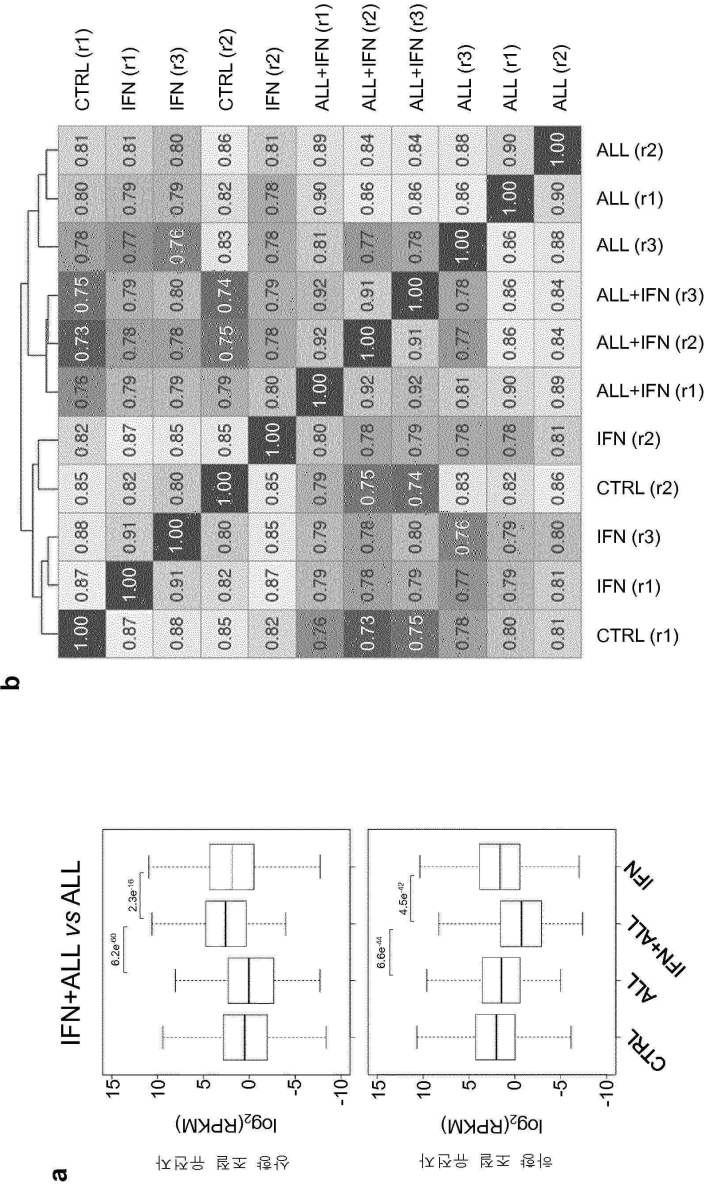 a
IFN+ALL vs ALL
상향 조절 유전자
log2(RPKM)
15
10
5
0
-5
-10
6.2e-60
2.3e-16
하향 조절 유전자
log2(RPKM)
15
10
5
0
-5
-10
6.6e-44
4.5e-42
CTRL
ALL
IFN+ALL
IFN
b
1.00 0.87 0.88 0.85 0.82 0.76 0.73 0.75 0.78 0.80 0.81 CTRL (r1)
0.87 1.00 0.91 0.82 0.87 0.79 0.78 0.79 0.77 0.79 0.81 IFN (r1)
0.88 0.91 1.00 0.80 0.85 0.79 0.78 0.80 0.76 0.79 0.80 IFN (r3)
0.85 0.82 0.80 1.00 0.85 0.79 0.75 0.74 0.83 0.82 0.86 CTRL (r2)
0.82 0.87 0.85 0.85 1.00 0.80 0.78 0.79 0.78 0.78 0.81 IFN (r2)
0.76 0.79 0.79 0.79 0.80 1.00 0.92 0.92 0.81 0.90 0.89 ALL+IFN (r1)
0.73 0.78 0.78 0.75 0.78 0.92 1.00 0.91 0.77 0.86 0.84 ALL+IFN (r2)
0.75 0.79 0.80 0.74 0.79 0.92 0.91 1.00 0.78 0.86 0.84 ALL+IFN (r3)
0.78 0.77 0.76 0.83 0.78 0.81 0.77 0.78 1.00 0.86 0.88 ALL (r3)
0.80 0.79 0.79 0.82 0.78 0.90 0.86 0.86 0.86 1.00 0.90 ALL (r1)
0.81 0.81 0.80 0.86 0.81 0.89 0.84 0.84 0.88 0.90 1.00 ALL (r2)
CTRL (r1)
IFN (r1)
IFN (r3)
CTRL (r2)
IFN (r2)
ALL+IFN (r1)
ALL+IFN (r2)
ALL+IFN (r3)
ALL (r3)
ALL (r1)
ALL (r2)